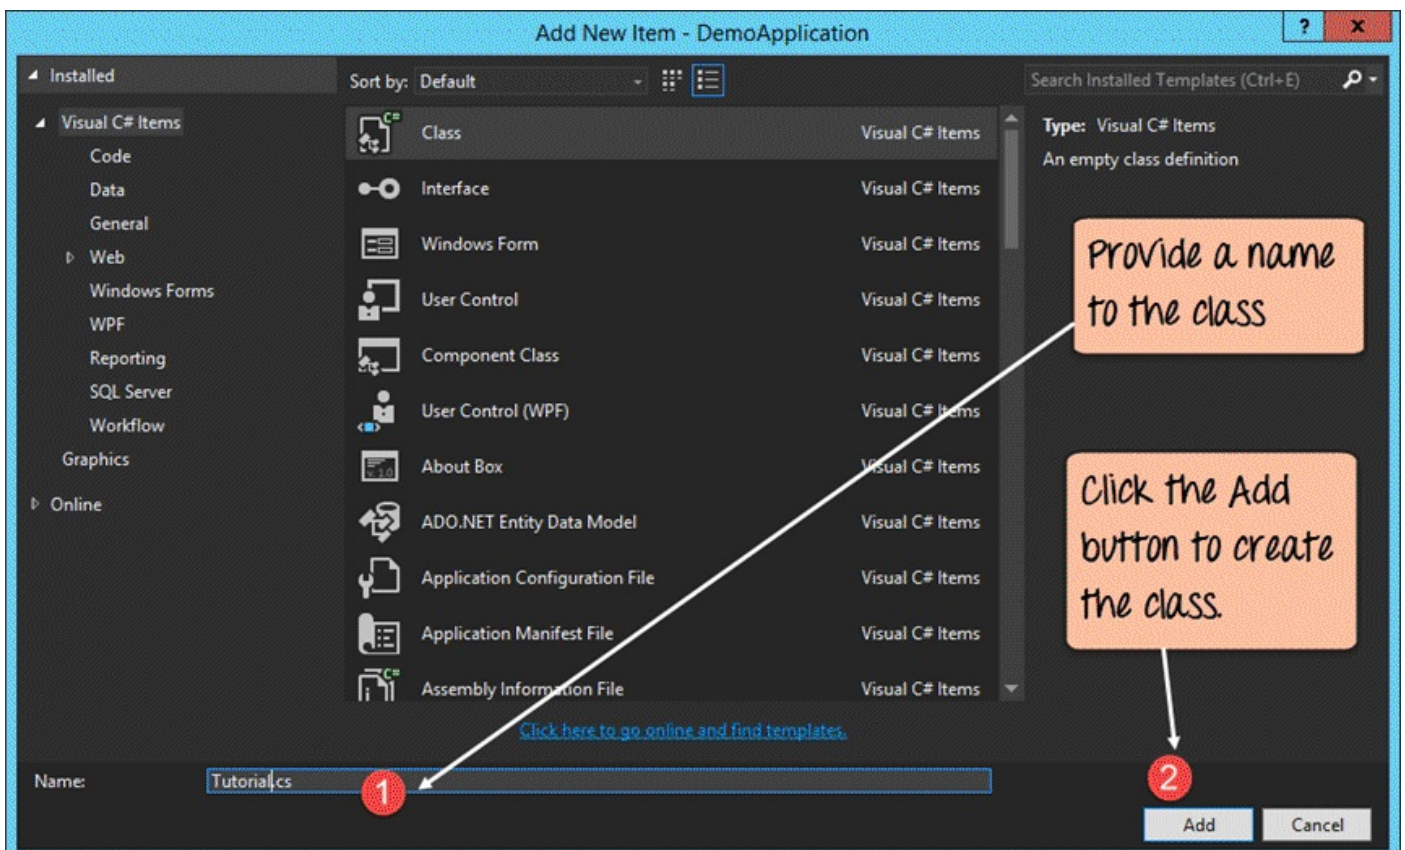 Add New Item - DemoApplication
? x
Installed
Sort by: Default
Search Installed Templates (Ctrl+E)
Visual C# Items
Code
Data
General
Web
Windows Forms
WPF
Reporting
SQL Server
Workflow
Graphics
Online
C# Class Visual C# Items
Interface Visual C# Items
Windows Form Visual C# Items
User Control Visual C# Items
Component Class Visual C# Items
User Control (WPF) Visual C# Items
v. 1.0 About Box Visual C# Items
ADO.NET Entity Data Model Visual C# Items
Application Configuration File Visual C# Items
Application Manifest File Visual C# Items
C# Assembly Information File Visual C# Items
Click here to go online and find templates.
Type: Visual C# Items
An empty class definition
Provide a name
to the class
Click the Add
button to create
the class.
Name: Tutorial.cs
1
2
Add Cancel